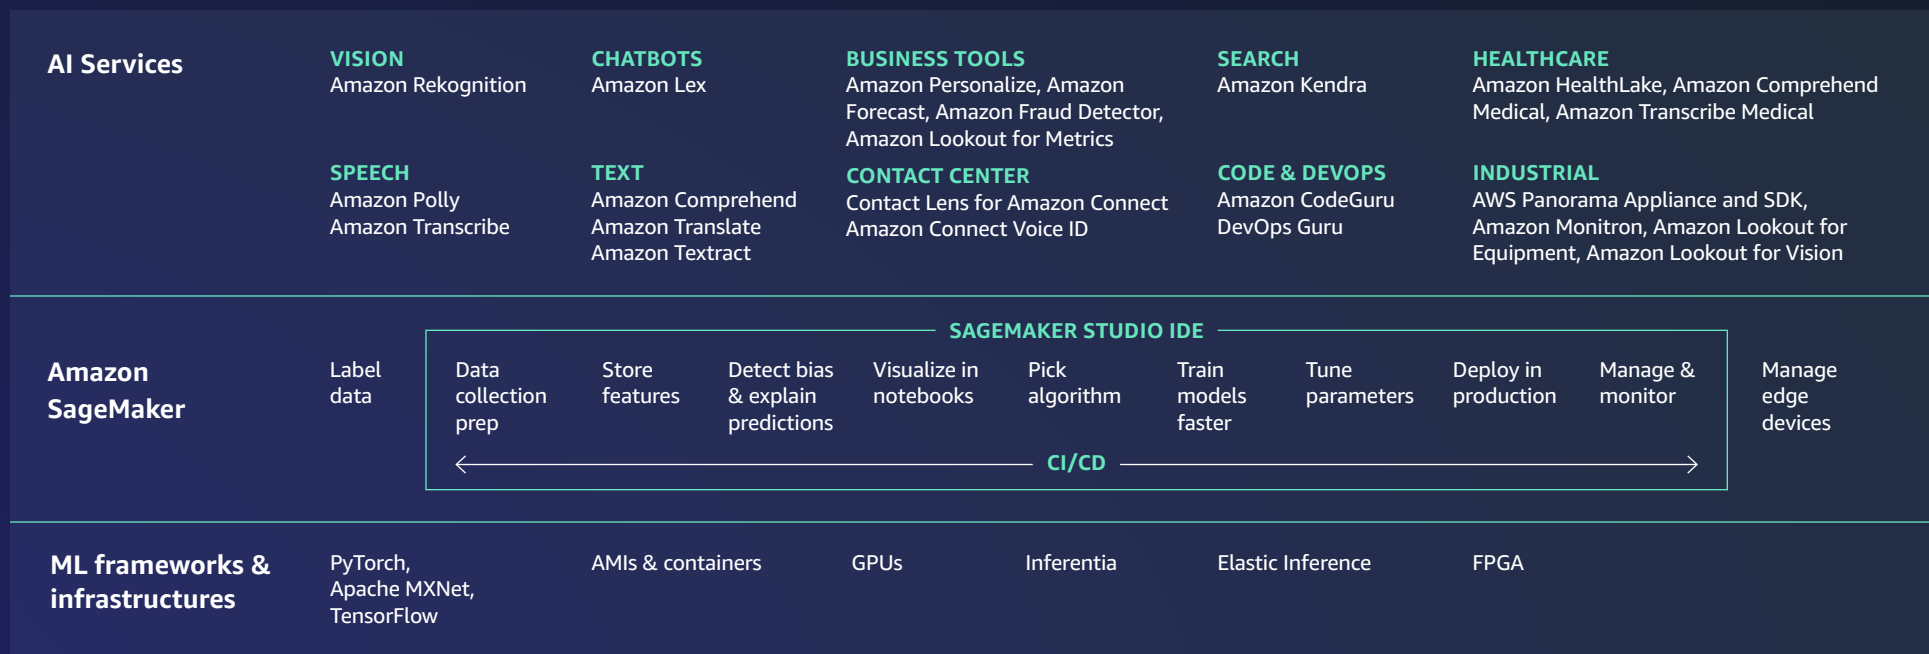 AI Services
VISION
Amazon Rekognition
CHATBOTS
Amazon Lex
BUSINESS TOOLS
Amazon Personalize, Amazon
Forecast, Amazon Fraud Detector,
Amazon Lookout for Metrics
SEARCH
Amazon Kendra
HEALTHCARE
Amazon HealthLake, Amazon Comprehend
Medical, Amazon Transcribe Medical
SPEECH
Amazon Polly
Amazon Transcribe
TEXT
Amazon Comprehend
Amazon Translate
Amazon Textract
CONTACT CENTER
Contact Lens for Amazon Connect
Amazon Connect Voice ID
CODE & DEVOPS
Amazon CodeGuru
DevOps Guru
INDUSTRIAL
AWS Panorama Appliance and SDK,
Amazon Monitron, Amazon Lookout for
Equipment, Amazon Lookout for Vision
Amazon
SageMaker
SAGEMAKER STUDIO IDE
Label
data
Data
collection
prep
Store
features
Detect bias
& explain
predictions
Visualize in
notebooks
Pick
algorithm
Train
models
faster
Tune
parameters
Deploy in
production
Manage &
monitor
Manage
edge
devices
CI/CD
ML frameworks &
infrastructures
PyTorch,
Apache MXNet,
TensorFlow
AMIs & containers
GPUs
Inferentia
Elastic Inference
FPGA